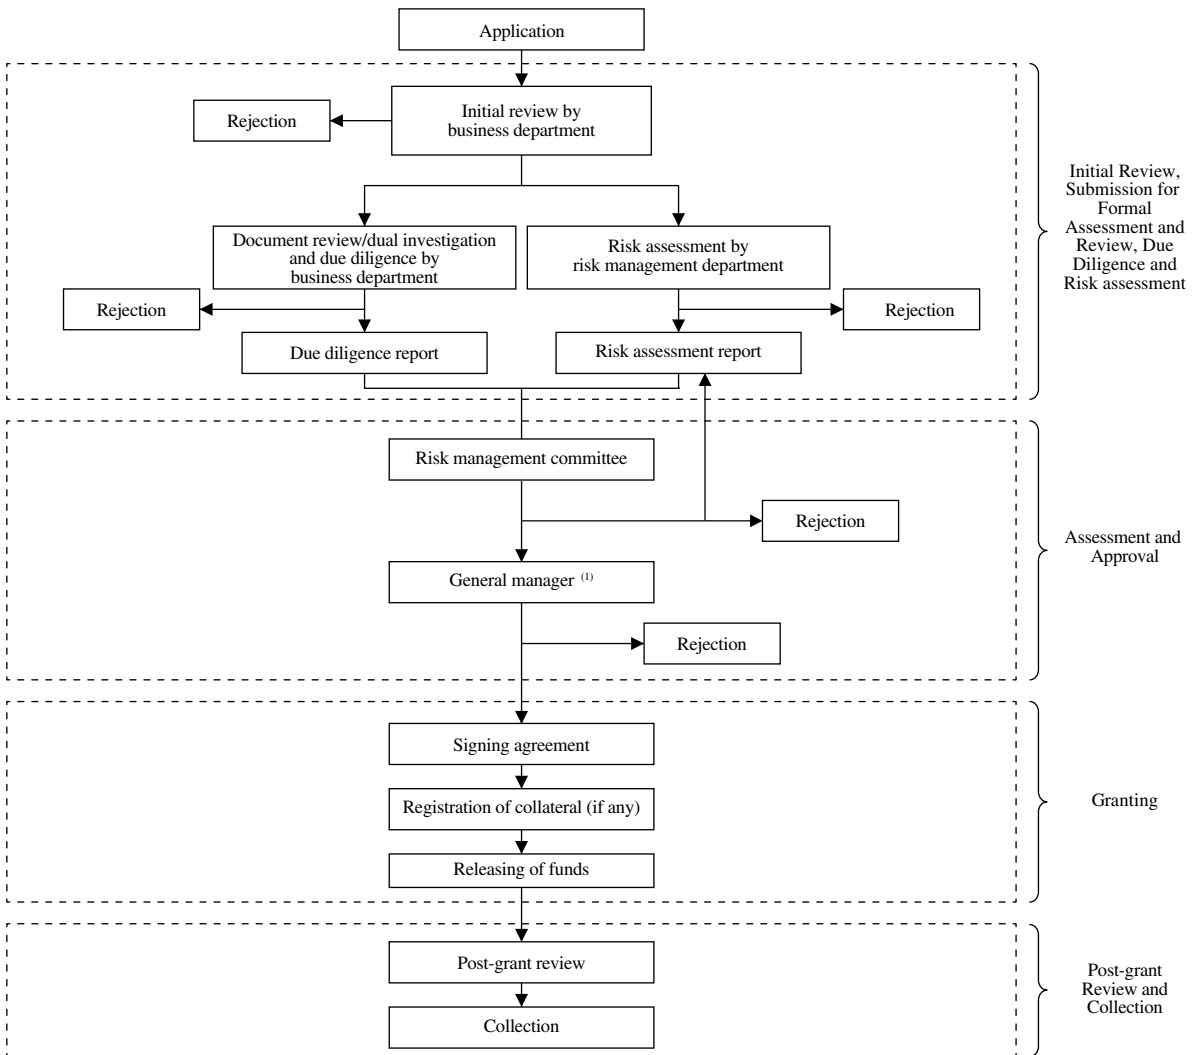 Application
Rejection
Initial review by
business department
Document review/dual investigation
and due diligence by
business department
Risk assessment by
risk management department
Rejection
Rejection
Due diligence report
Risk assessment report
Initial Review,
Submission for
Formal
Assessment and
Review, Due
Diligence and
Risk assessment
Risk management committee
Rejection
General manager (1)
Rejection
Assessment and
Approval
Signing agreement
Registration of collateral (if any)
Releasing of funds
Granting
Post-grant review
Collection
Post-grant
Review and
Collection